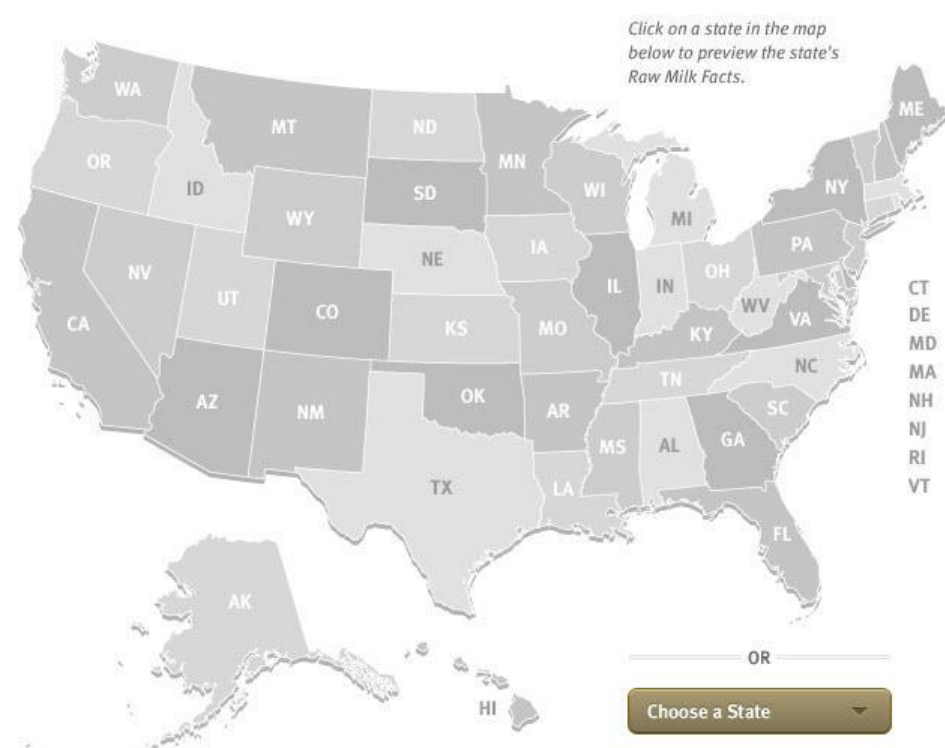 Click on a state in the map
below to preview the state's
Raw Milk Facts.
WA
MT
ND
MN
ME
OR
ID
SD
WI
NY
WY
MI
NE
IA
PA
NV
UT
CO
IL
IN
OH
WV
VA
CA
KS
MO
KY
AZ
NM
OK
AR
TN
NC
SC
MS
AL
GA
TX
LA
FL
CT
DE
MD
MA
NH
NJ
RI
VT
AK
HI
OR
Choose a State